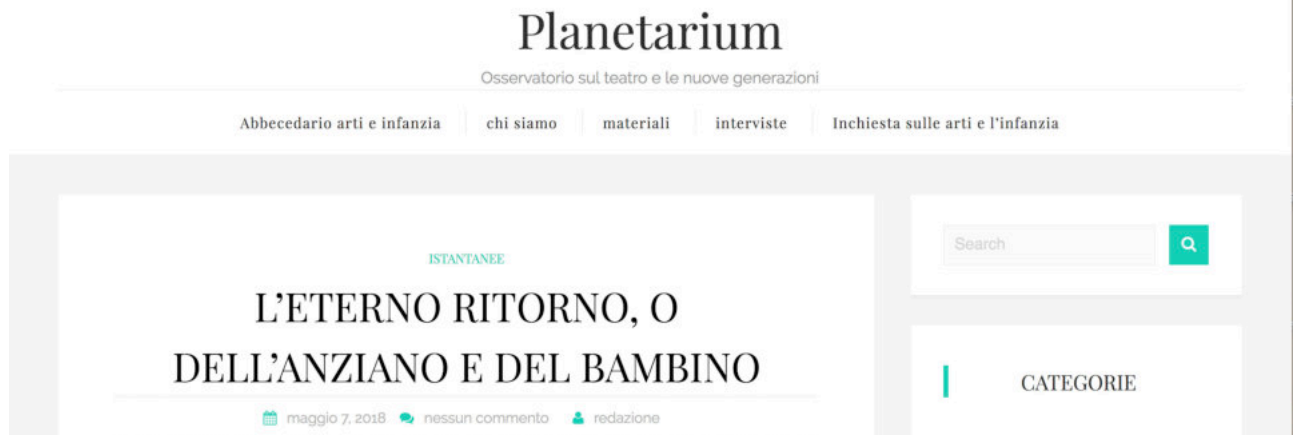 Planetarium
Osservatorio sul teatro e le nuove generazioni
Abbecedario arti e infanzia chi siamo materiali interviste Inchiesta sulle arti e l'infanzia
ISTANTANEE
L'ETERNO RITORNO, O
DELL'ANZIANO E DEL BAMBINO
maggio 7, 2018 nessun commento redazione
Search
CATEGORIE